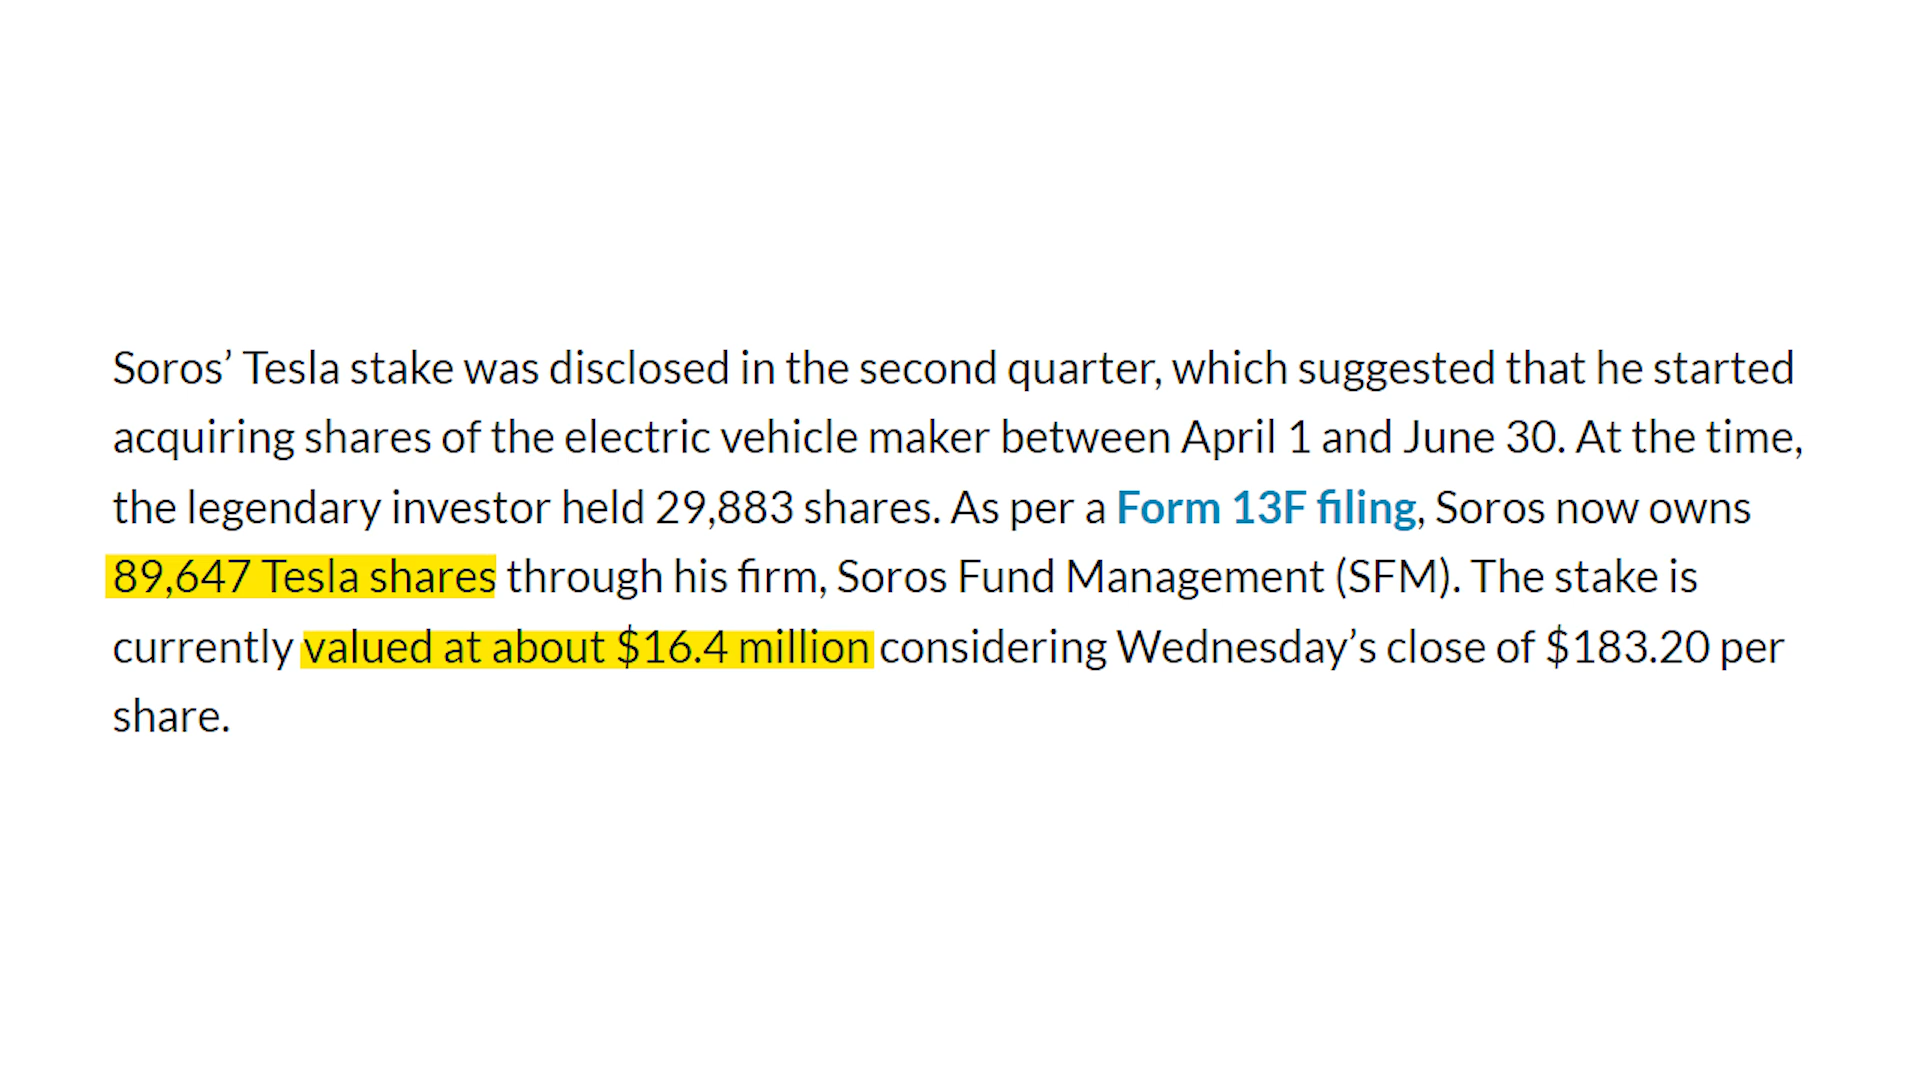 Soros’ Tesla stake was disclosed in the second quarter, which suggested that he started
acquiring shares of the electric vehicle maker between April 1 and June 30. At the time,
the legendary investor held 29,883 shares. As per a Form 13F filing, Soros now owns
89,647 Tesla shares through his firm, Soros Fund Management (SFM). The stake is
currently valued at about $16.4 million considering Wednesday’s close of $183.20 per
share.